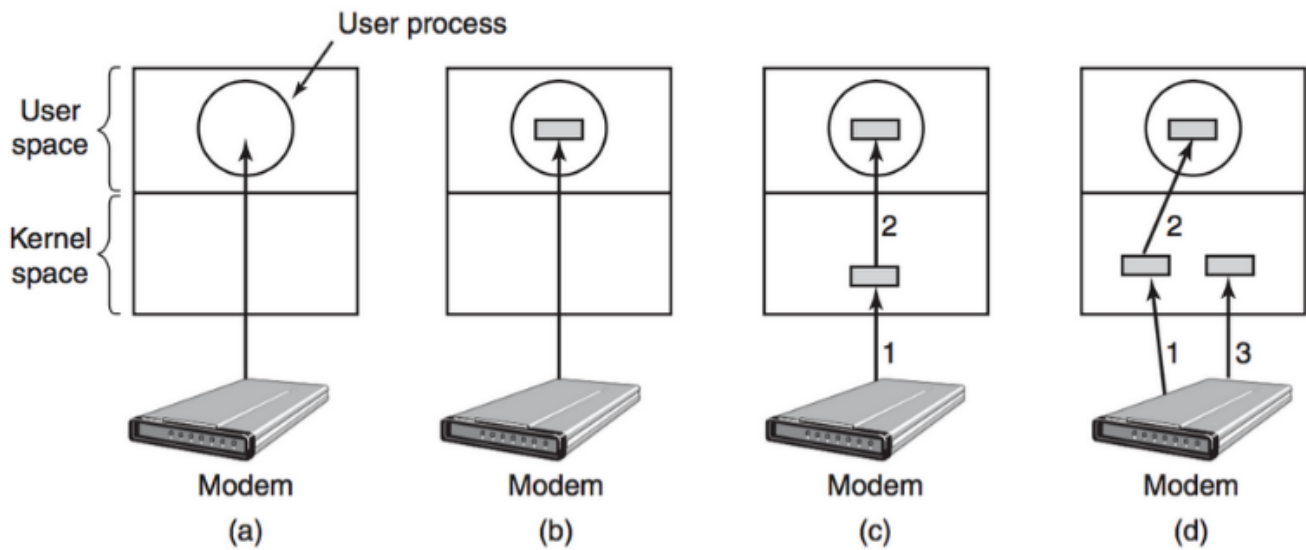 User process
User
space
Kernel
space
2
2
1
1
3
Modem
Modem
Modem
Modem
(a)
(b)
(c)
(d)